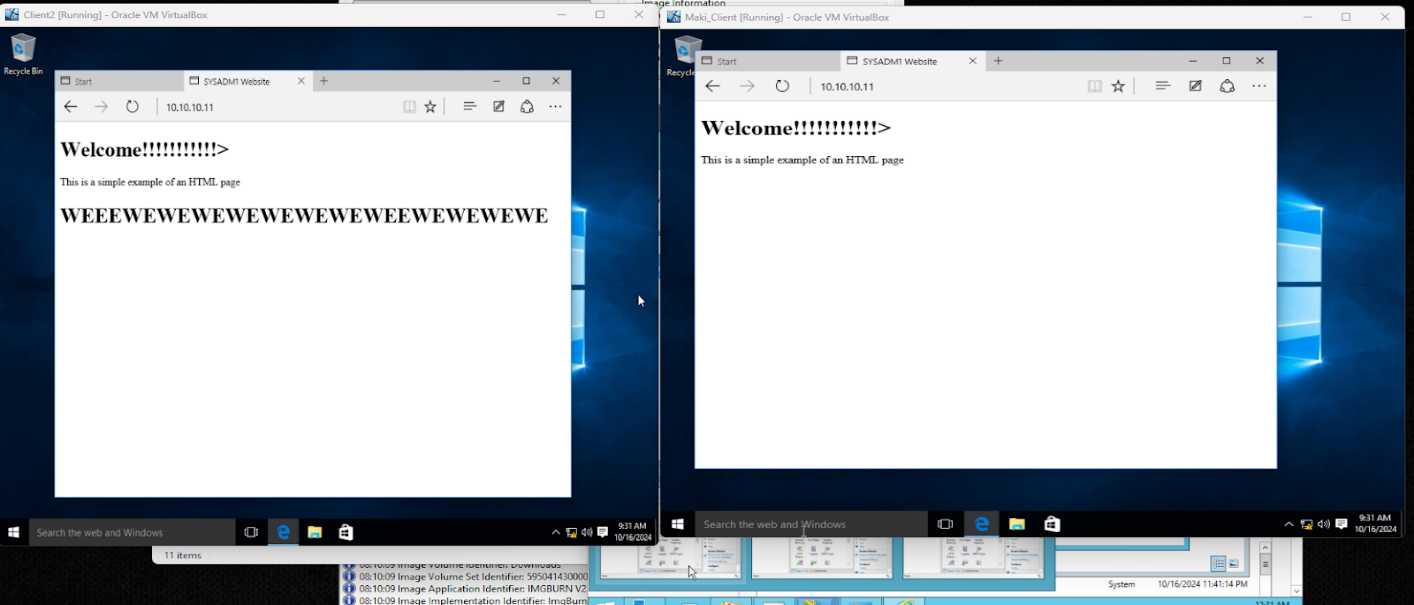 Image Information
Client2 [Running] - Oracle VM VirtualBox
Maki_Client [Running] - Oracle VM VirtualBox
Recycle Bin
Start
SYSADM1 Website
10.10.10.11
Welcome!!!!!!!!!!!>
This is a simple example of an HTML page
WEEEWEWEWEWEWEWEWEWEEWEWEWEWE
Search the web and Windows
9:31 AM
10/16/2024
Start
SYSADM1 Website
10.10.10.11
Welcome!!!!!!!!!!!>
This is a simple example of an HTML page
Search the web and Windows
9:31 AM
10/16/2024
11 items
08:10:09 Image Volume Identifier: Downloads
08:10:09 Image Volume Set Identifier: 595041430000
08:10:09 Image Application Identifier: IMGBURN V2.
08:10:09 Image Implementation Identifier: ImgBurn
System 10/16/2024 11:41:14 PM